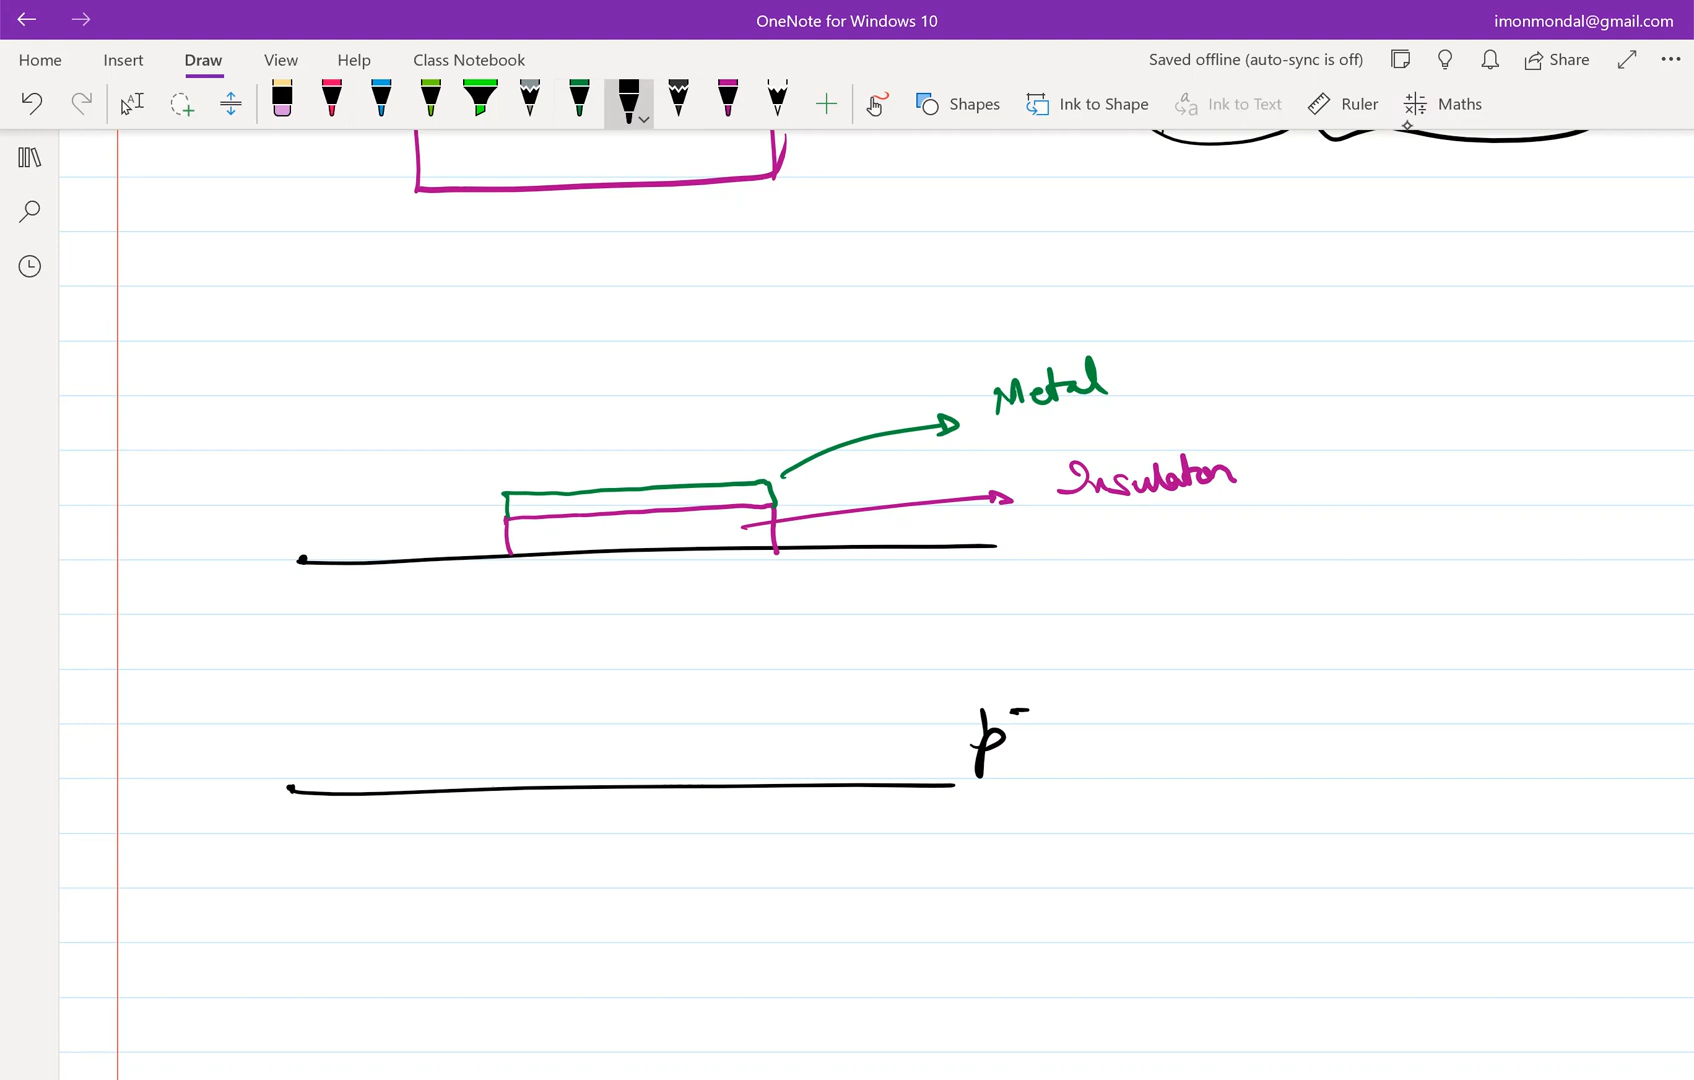 OneNote for Windows 10
imonmondal@gmail.com
Home Insert Draw View Help Class Notebook
Saved offline (auto-sync is off) Share
Shapes Ink to Shape Ink to Text Ruler Maths
Metal
Insulator
p⁻